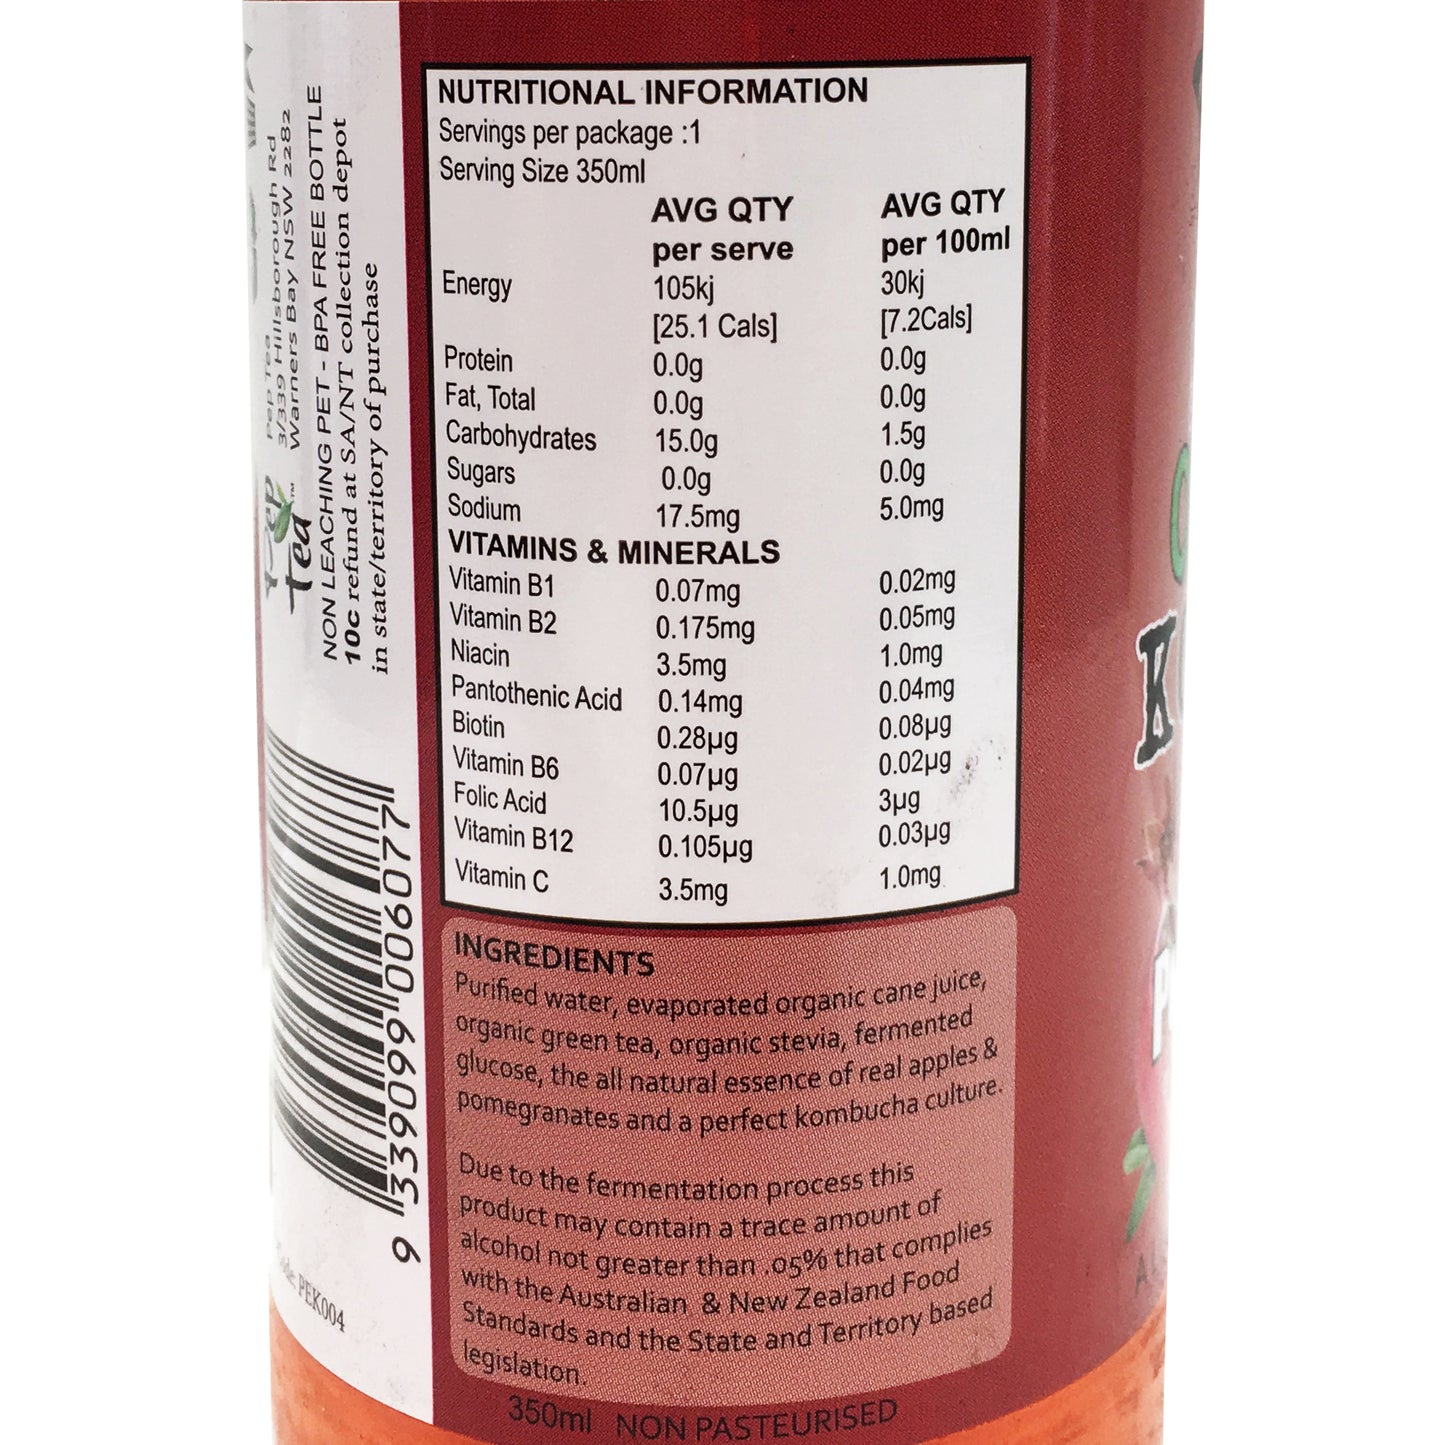 NUTRITIONAL INFORMATION
Servings per package :1
Serving Size 350ml
AVG QTY per serve AVG QTY per 100ml
Energy 105kj 30kj
[25.1 Cals] [7.2Cals]
Protein 0.0g 0.0g
Fat, Total 0.0g 0.0g
Carbohydrates 15.0g 1.5g
Sugars 0.0g 0.0g
Sodium 17.5mg 5.0mg
VITAMINS & MINERALS
Vitamin B1 0.07mg 0.02mg
Vitamin B2 0.175mg 0.05mg
Niacin 3.5mg 1.0mg
Pantothenic Acid 0.14mg 0.04mg
Biotin 0.28µg 0.08µg
Vitamin B6 0.07µg 0.02µg
Folic Acid 10.5µg 3µg
Vitamin B12 0.105µg 0.03µg
Vitamin C 3.5mg 1.0mg
INGREDIENTS
Purified water, evaporated organic cane juice,
organic green tea, organic stevia, fermented
glucose, the all natural essence of real apples &
pomegranates and a perfect kombucha culture.
Due to the fermentation process this
product may contain a trace amount of
alcohol not greater than .05% that complies
with the Australian & New Zealand Food
Standards and the State and Territory based
legislation.
350ml NON PASTEURISED
Pep Tea
3/339 Hillsborough Rd
Warners Bay NSW 2282
Pep
Tea™
NON LEACHING PET - BPA FREE BOTTLE
10c refund at SA/NT collection depot
in state/territory of purchase
9 339099 006077
PEK004
K